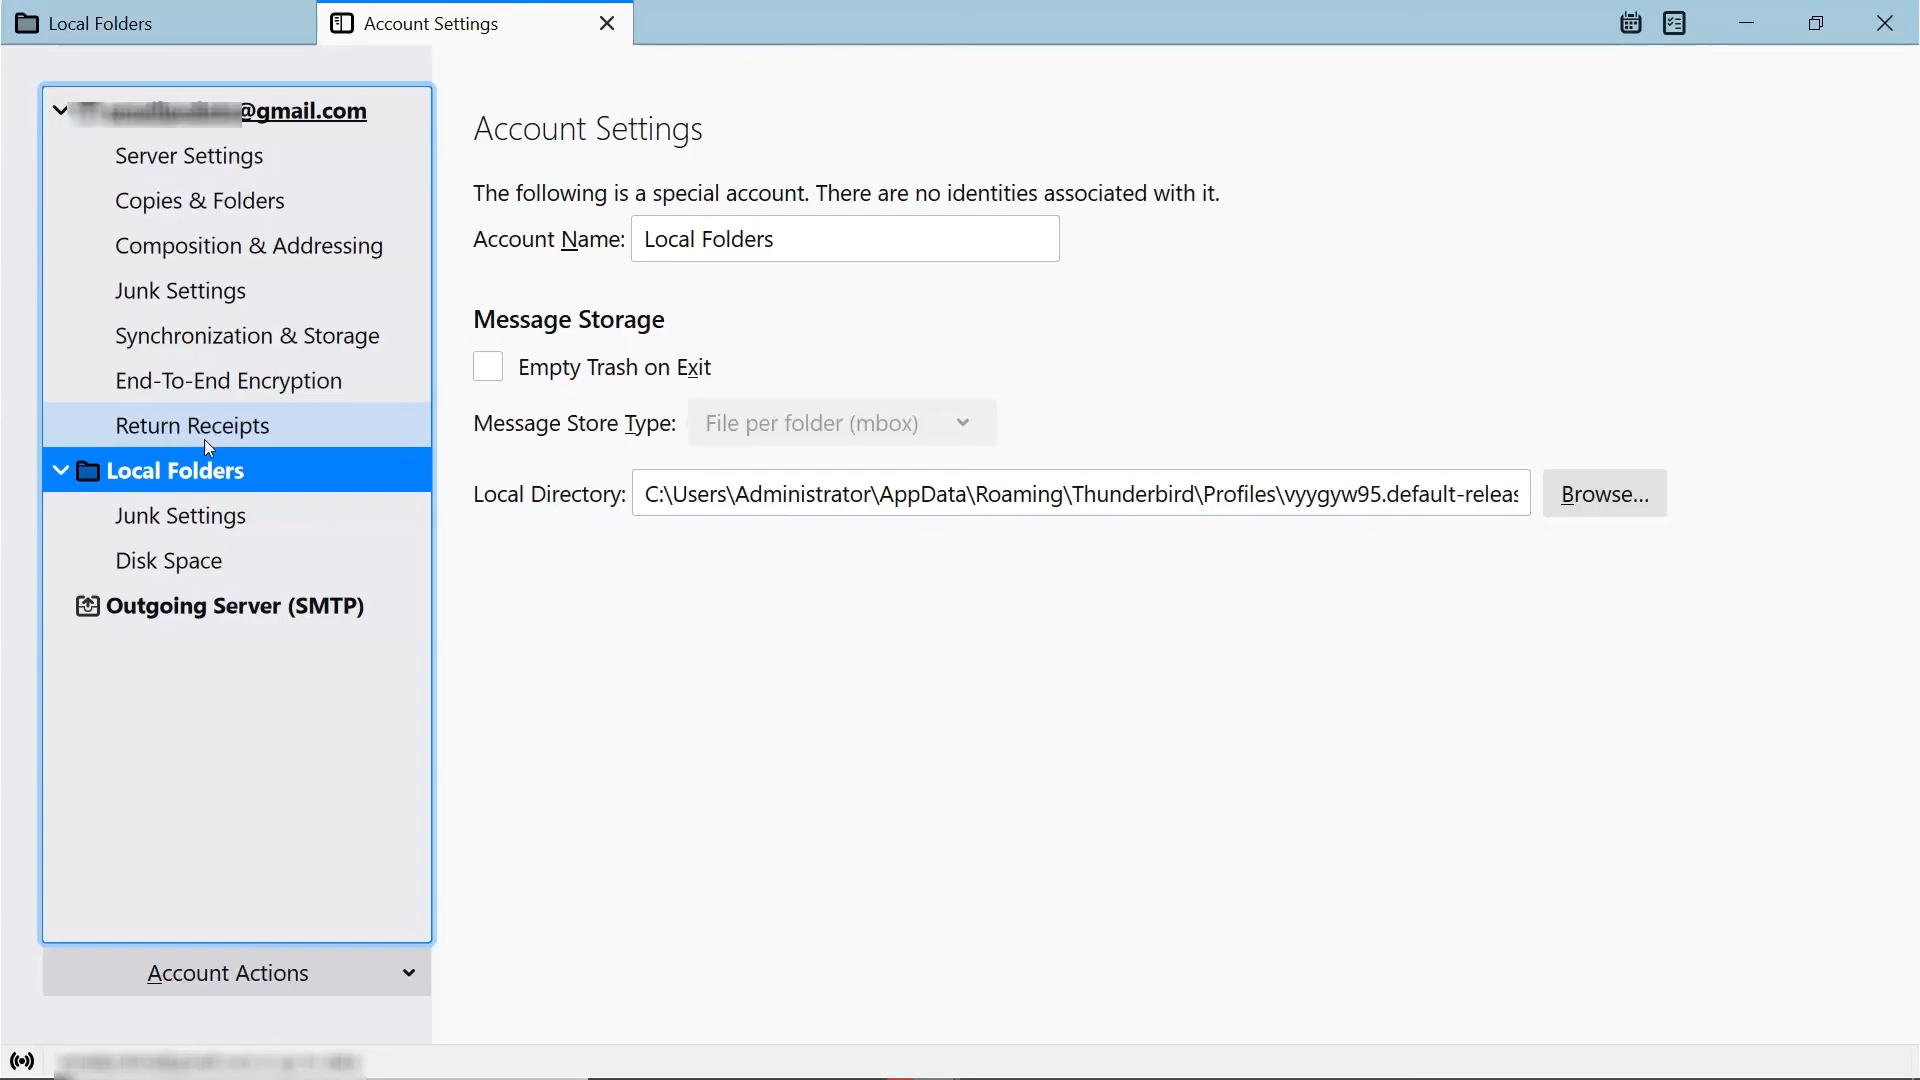 Local Folders
Account Settings
@gmail.com
Server Settings
Copies & Folders
Composition & Addressing
Junk Settings
Synchronization & Storage
End-To-End Encryption
Return Receipts
Local Folders
Junk Settings
Disk Space
Outgoing Server (SMTP)
Account Actions
Account Settings
The following is a special account. There are no identities associated with it.
Account Name: Local Folders
Message Storage
Empty Trash on Exit
Message Store Type: File per folder (mbox)
Local Directory: C:\Users\Administrator\AppData\Roaming\Thunderbird\Profiles\vyygyw95.default-releas Browse...